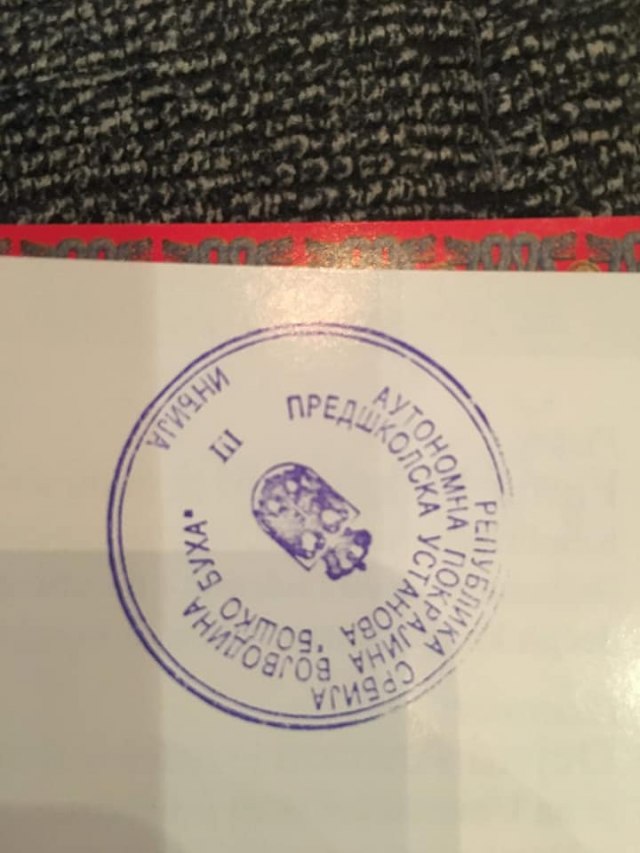 РЕПУБЛИКА СРБИЈА
АУТОНОМНА ПОКРАЈИНА ВОЈВОДИНА
ПРЕДШКОЛСКА УСТАНОВА "БОШКО БУХА"
III
ИНЂИЈА